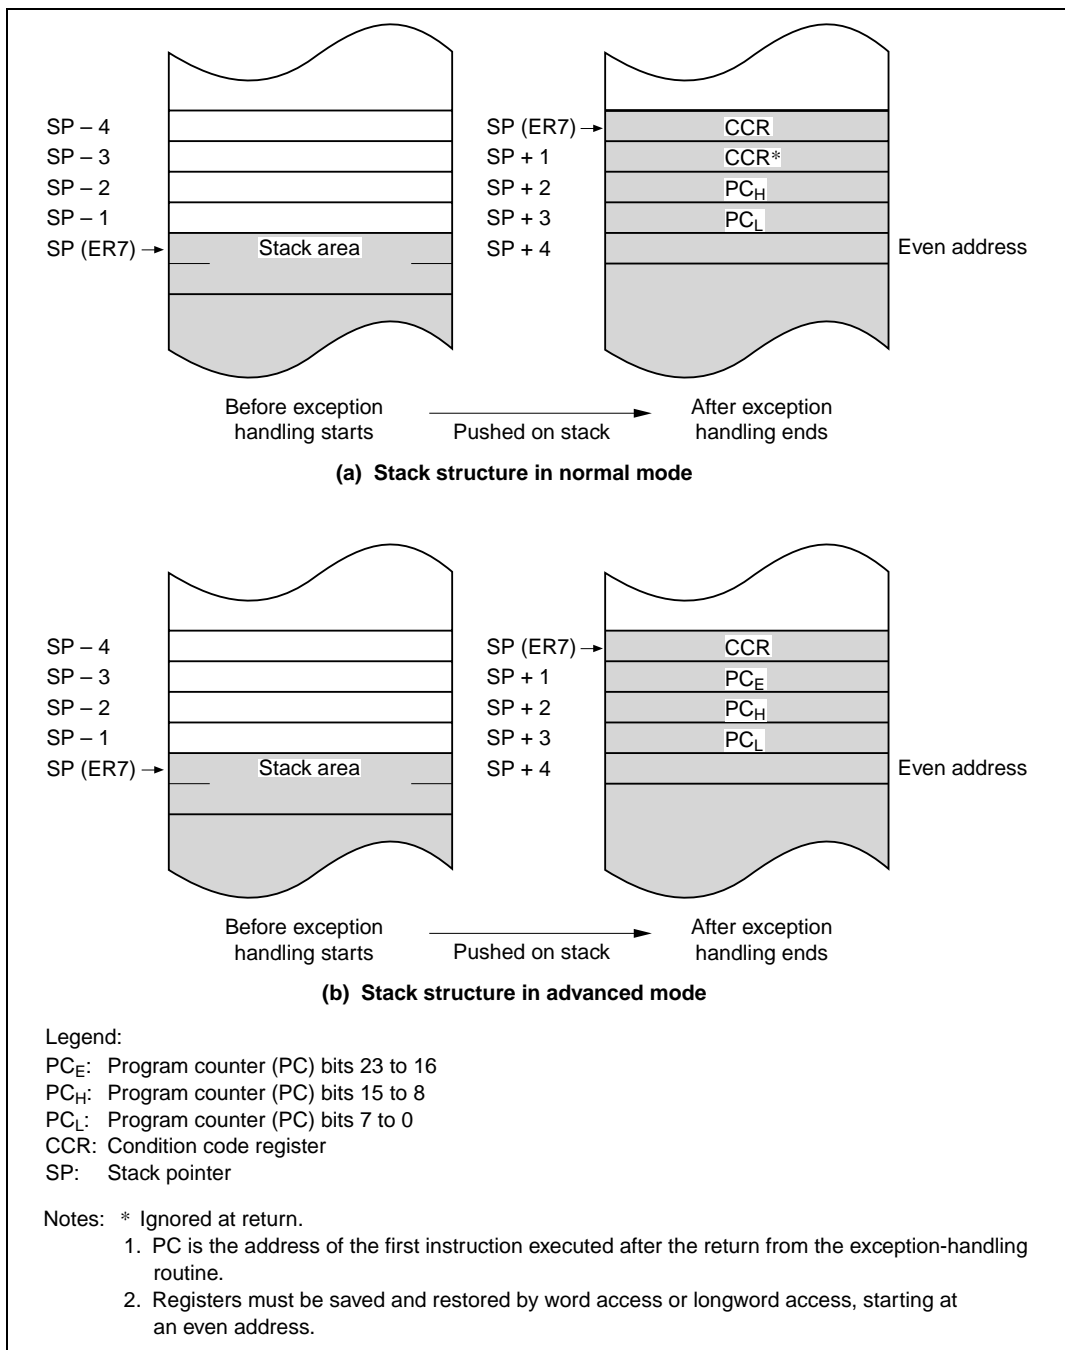 SP – 4 SP (ER7) CCR
SP – 3 SP + 1 CCR*
SP – 2 SP + 2 PCH
SP – 1 SP + 3 PCL
SP (ER7) Stack area SP + 4 Even address
Before exception After exception
handling starts Pushed on stack handling ends
(a) Stack structure in normal mode
SP – 4 SP (ER7) CCR
SP – 3 SP + 1 PCE
SP – 2 SP + 2 PCH
SP – 1 SP + 3 PCL
SP (ER7) Stack area SP + 4 Even address
Before exception After exception
handling starts Pushed on stack handling ends
(b) Stack structure in advanced mode
Legend:
PCE: Program counter (PC) bits 23 to 16
PCH: Program counter (PC) bits 15 to 8
PCL: Program counter (PC) bits 7 to 0
CCR: Condition code register
SP: Stack pointer
Notes: * Ignored at return.
1. PC is the address of the first instruction executed after the return from the exception-handling
routine.
2. Registers must be saved and restored by word access or longword access, starting at
an even address.